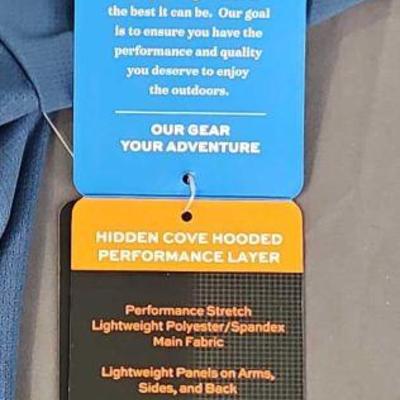 the best it can be. Our goal
is to ensure you have the
performance and quality
you deserve to enjoy
the outdoors.
OUR GEAR
YOUR ADVENTURE
HIDDEN COVE HOODED
PERFORMANCE LAYER
Performance Stretch
Lightweight Polyester/Spandex
Main Fabric
Lightweight Panels on Arms,
Sides, and Back